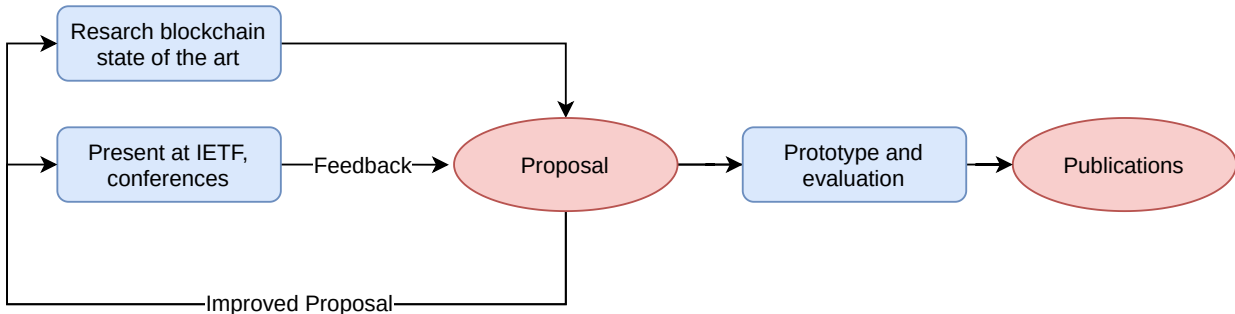 Resarch blockchain
state of the art
Present at IETF,
conferences
Feedback
Proposal
Prototype and
evaluation
Publications
Improved Proposal